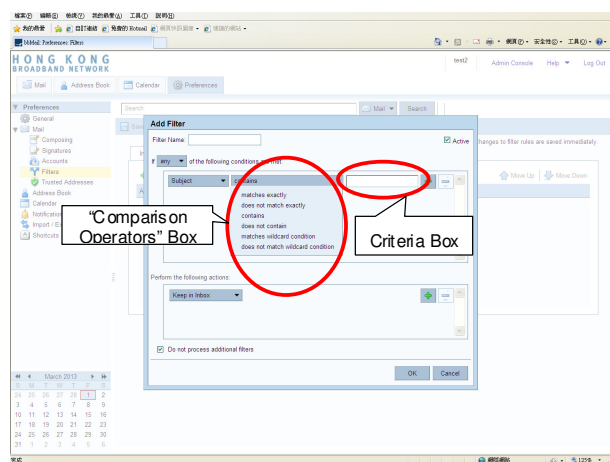 檔案(F) 編輯(E) 檢視(V) 我的最愛(A) 工具(T) 說明(H)
我的最愛 自訂連結 免費的 Hotmail
bbMail: Preferences: Filters
網頁(P) 安全性(S) 工具(O)
HONG KONG
BROADBAND NETWORK
test2 Admin Console Help Log Out
Mail Address Book Calendar Preferences
Preferences
Search Mail Search
General
Mail
Composing
Signatures
Accounts
Filters
Trusted Addresses
Address Book
Calendar
Shortcuts
changes to filter rules are saved immediately.
Move Up Move Down
Add Filter
Filter Name: Active
If any of the following conditions are met:
Subject contains
matches exactly
does not match exactly
contains
does not contain
matches wildcard condition
does not match wildcard condition
"Comparison
Operators" Box
Criteria Box
Perform the following actions:
Keep in Inbox
Do not process additional filters
OK Cancel
March 2013
S M T W T F S
24 25 26 27 28 1 2
3 4 5 6 7 8 9
10 11 12 13 14 15 16
17 18 19 20 21 22 23
24 25 26 27 28 29 30
31 1 2 3 4 5 6
完成 125%